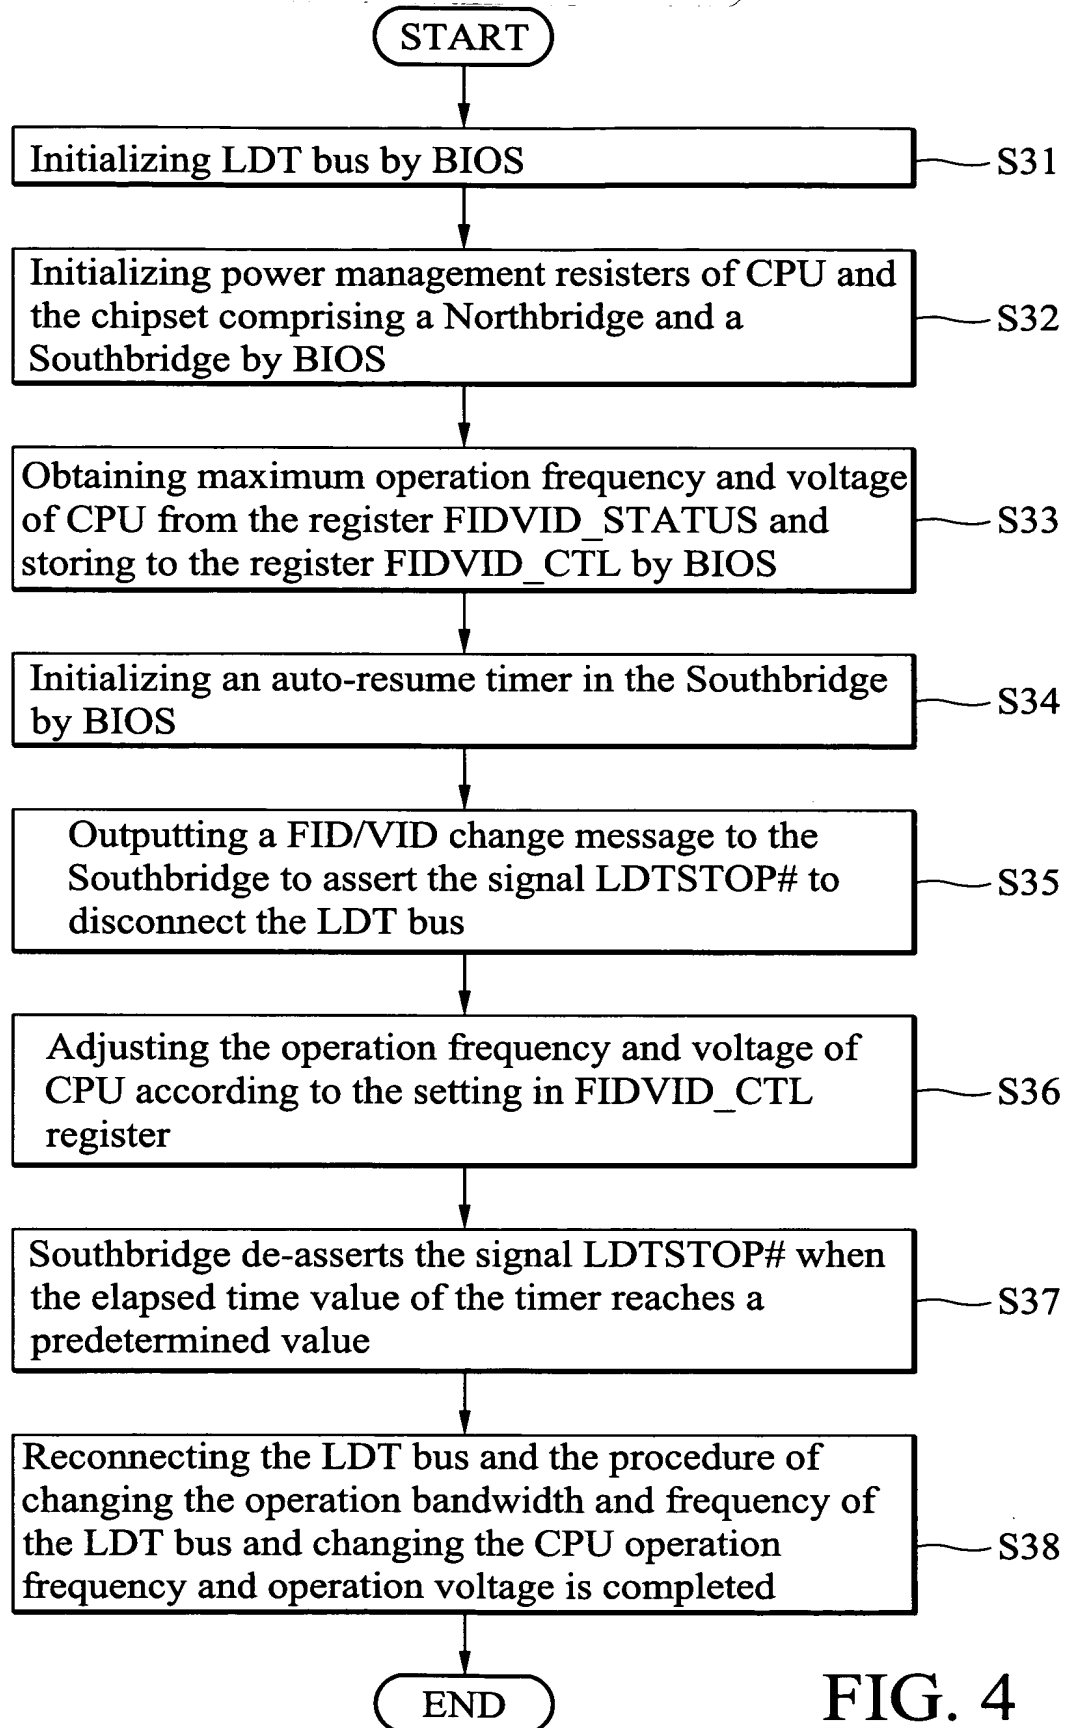 START
Initializing LDT bus by BIOS
S31
Initializing power management resisters of CPU and
the chipset comprising a Northbridge and a
Southbridge by BIOS
S32
Obtaining maximum operation frequency and voltage
of CPU from the register FIDVID_STATUS and
storing to the register FIDVID_CTL by BIOS
S33
Initializing an auto-resume timer in the Southbridge
by BIOS
S34
Outputting a FID/VID change message to the
Southbridge to assert the signal LDTSTOP# to
disconnect the LDT bus
S35
Adjusting the operation frequency and voltage of
CPU according to the setting in FIDVID_CTL
register
S36
Southbridge de-asserts the signal LDTSTOP# when
the elapsed time value of the timer reaches a
predetermined value
S37
Reconnecting the LDT bus and the procedure of
changing the operation bandwidth and frequency of
the LDT bus and changing the CPU operation
frequency and operation voltage is completed
S38
END
FIG. 4